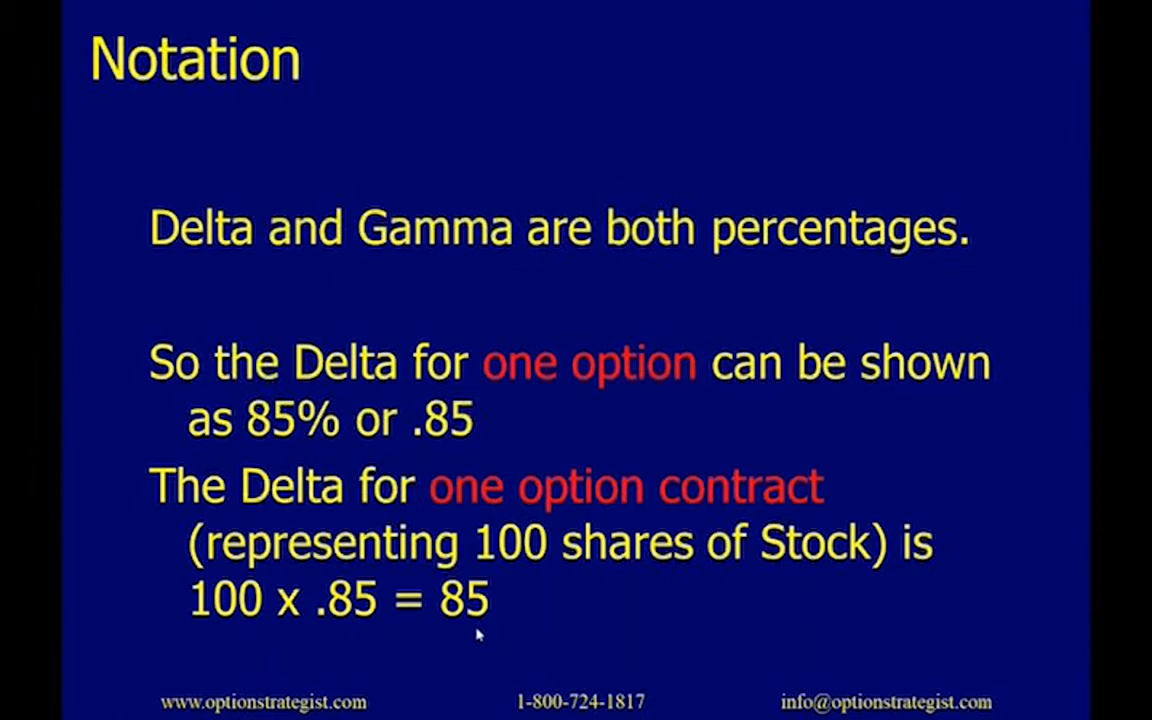 Notation
Delta and Gamma are both percentages.
So the Delta for one option can be shown
as 85% or .85
The Delta for one option contract
(representing 100 shares of Stock) is
100 x .85 = 85
www.optionstrategist.com 1-800-724-1817 info@optionstrategist.com